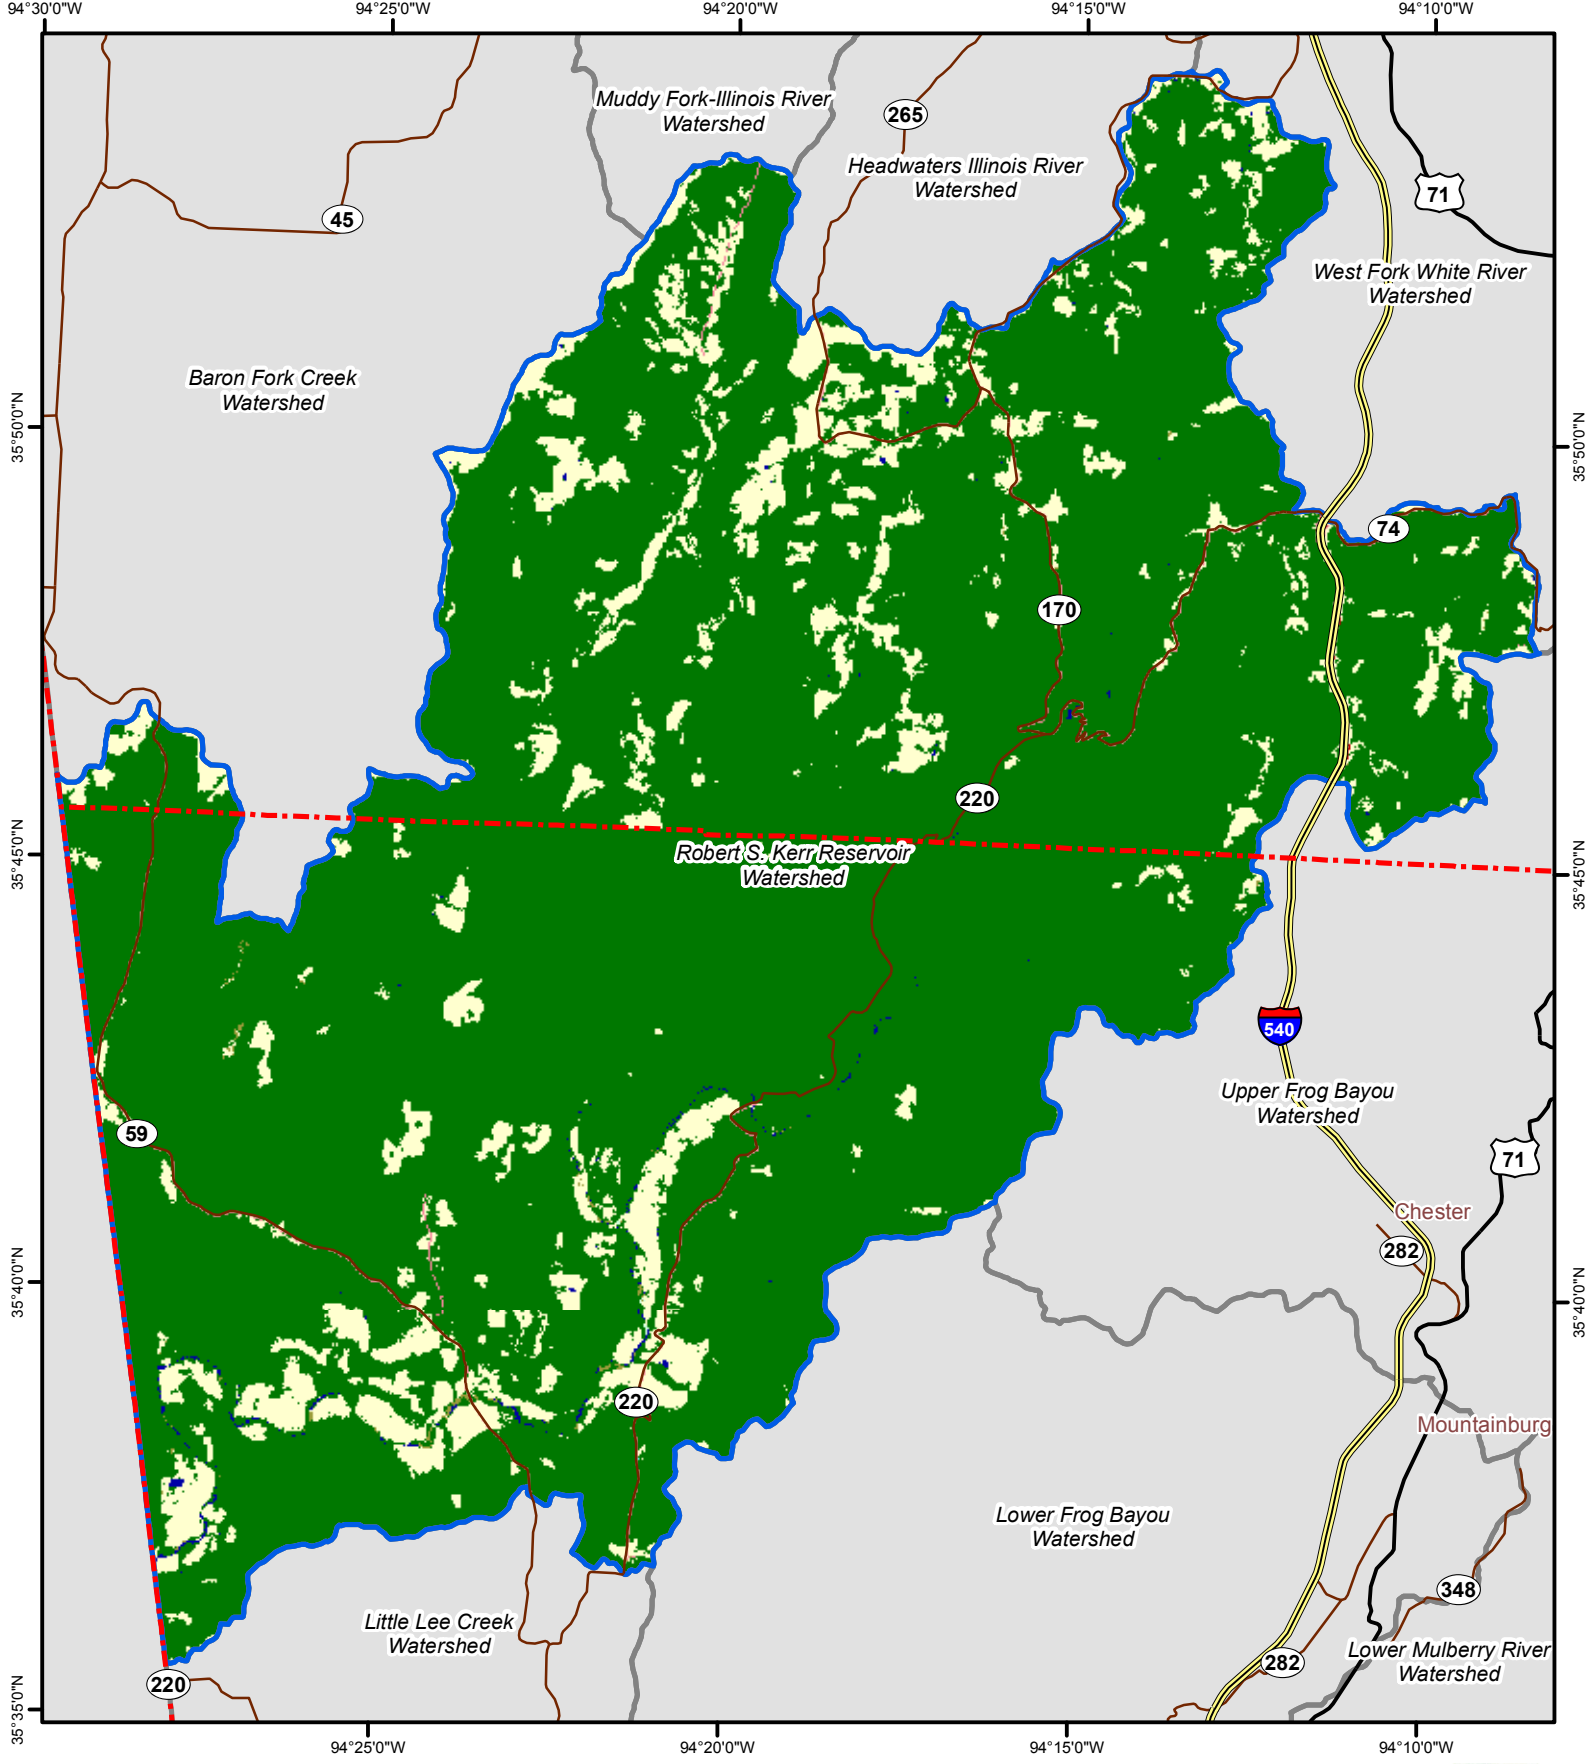 94°30'0"W
94°25'0"W
94°20'0"W
94°15'0"W
94°10'0"W
Muddy Fork-Illinois River
Watershed
265
Headwaters Illinois River
Watershed
71
45
West Fork White River
Watershed
Baron Fork Creek
Watershed
35°50'0"N
35°50'0"N
74
170
220
Robert S. Kerr Reservoir
Watershed
35°45'0"N
35°45'0"N
540
Upper Frog Bayou
Watershed
59
71
Chester
282
35°40'0"N
35°40'0"N
220
Mountainburg
Lower Frog Bayou
Watershed
348
Little Lee Creek
Watershed
Lower Mulberry River
Watershed
282
220
35°35'0"N
94°25'0"W
94°20'0"W
94°15'0"W
94°10'0"W